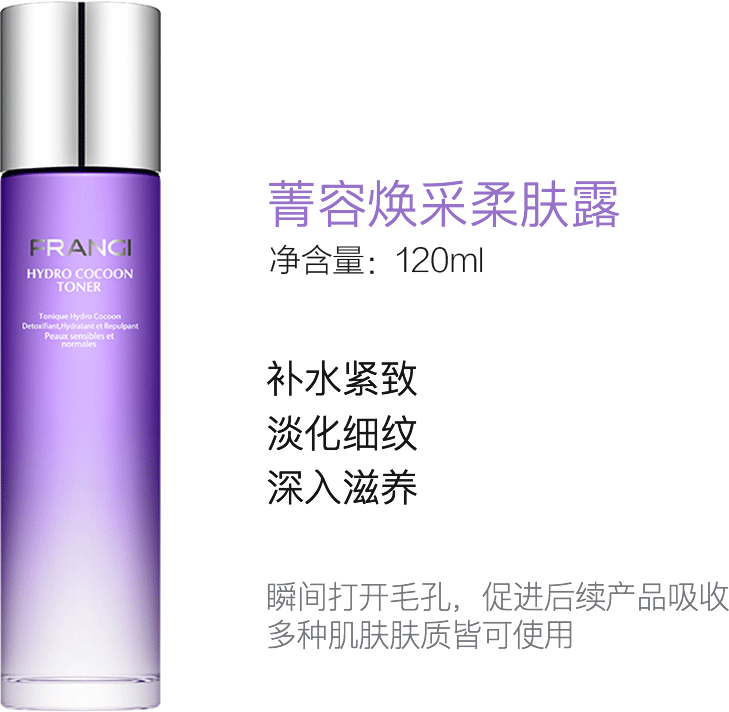 FRANGI
HYDRO COCOON
TONER
Tonique Hydro Cocoon
Detoxifiant,Hydratant et Repulpant
Peaux sensibles et
normales
菁容焕采柔肤露
净含量：120ml
补水紧致
淡化细纹
深入滋养
瞬间打开毛孔，促进后续产品吸收
多种肌肤肤质皆可使用